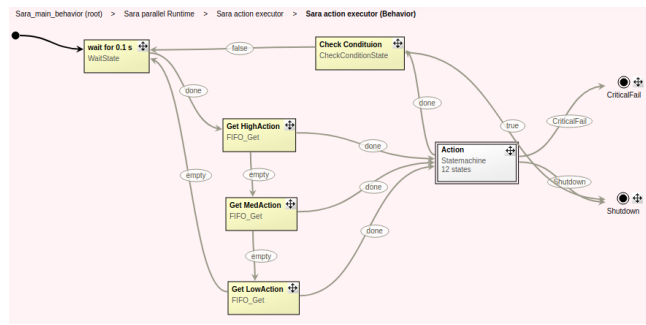 Sara_main_behavior (root) > Sara parallel Runtime > Sara action executor > Sara action executor (Behavior)
wait for 0.1 s
WaitState
false
Check Condituion
CheckConditionState
done
Get HighAction
FIFO_Get
done
done
true
CriticalFail
CriticalFail
Action
Statemachine
12 states
empty
empty
done
Shutdown
Shutdown
Get MedAction
FIFO_Get
done
empty
Get LowAction
FIFO_Get